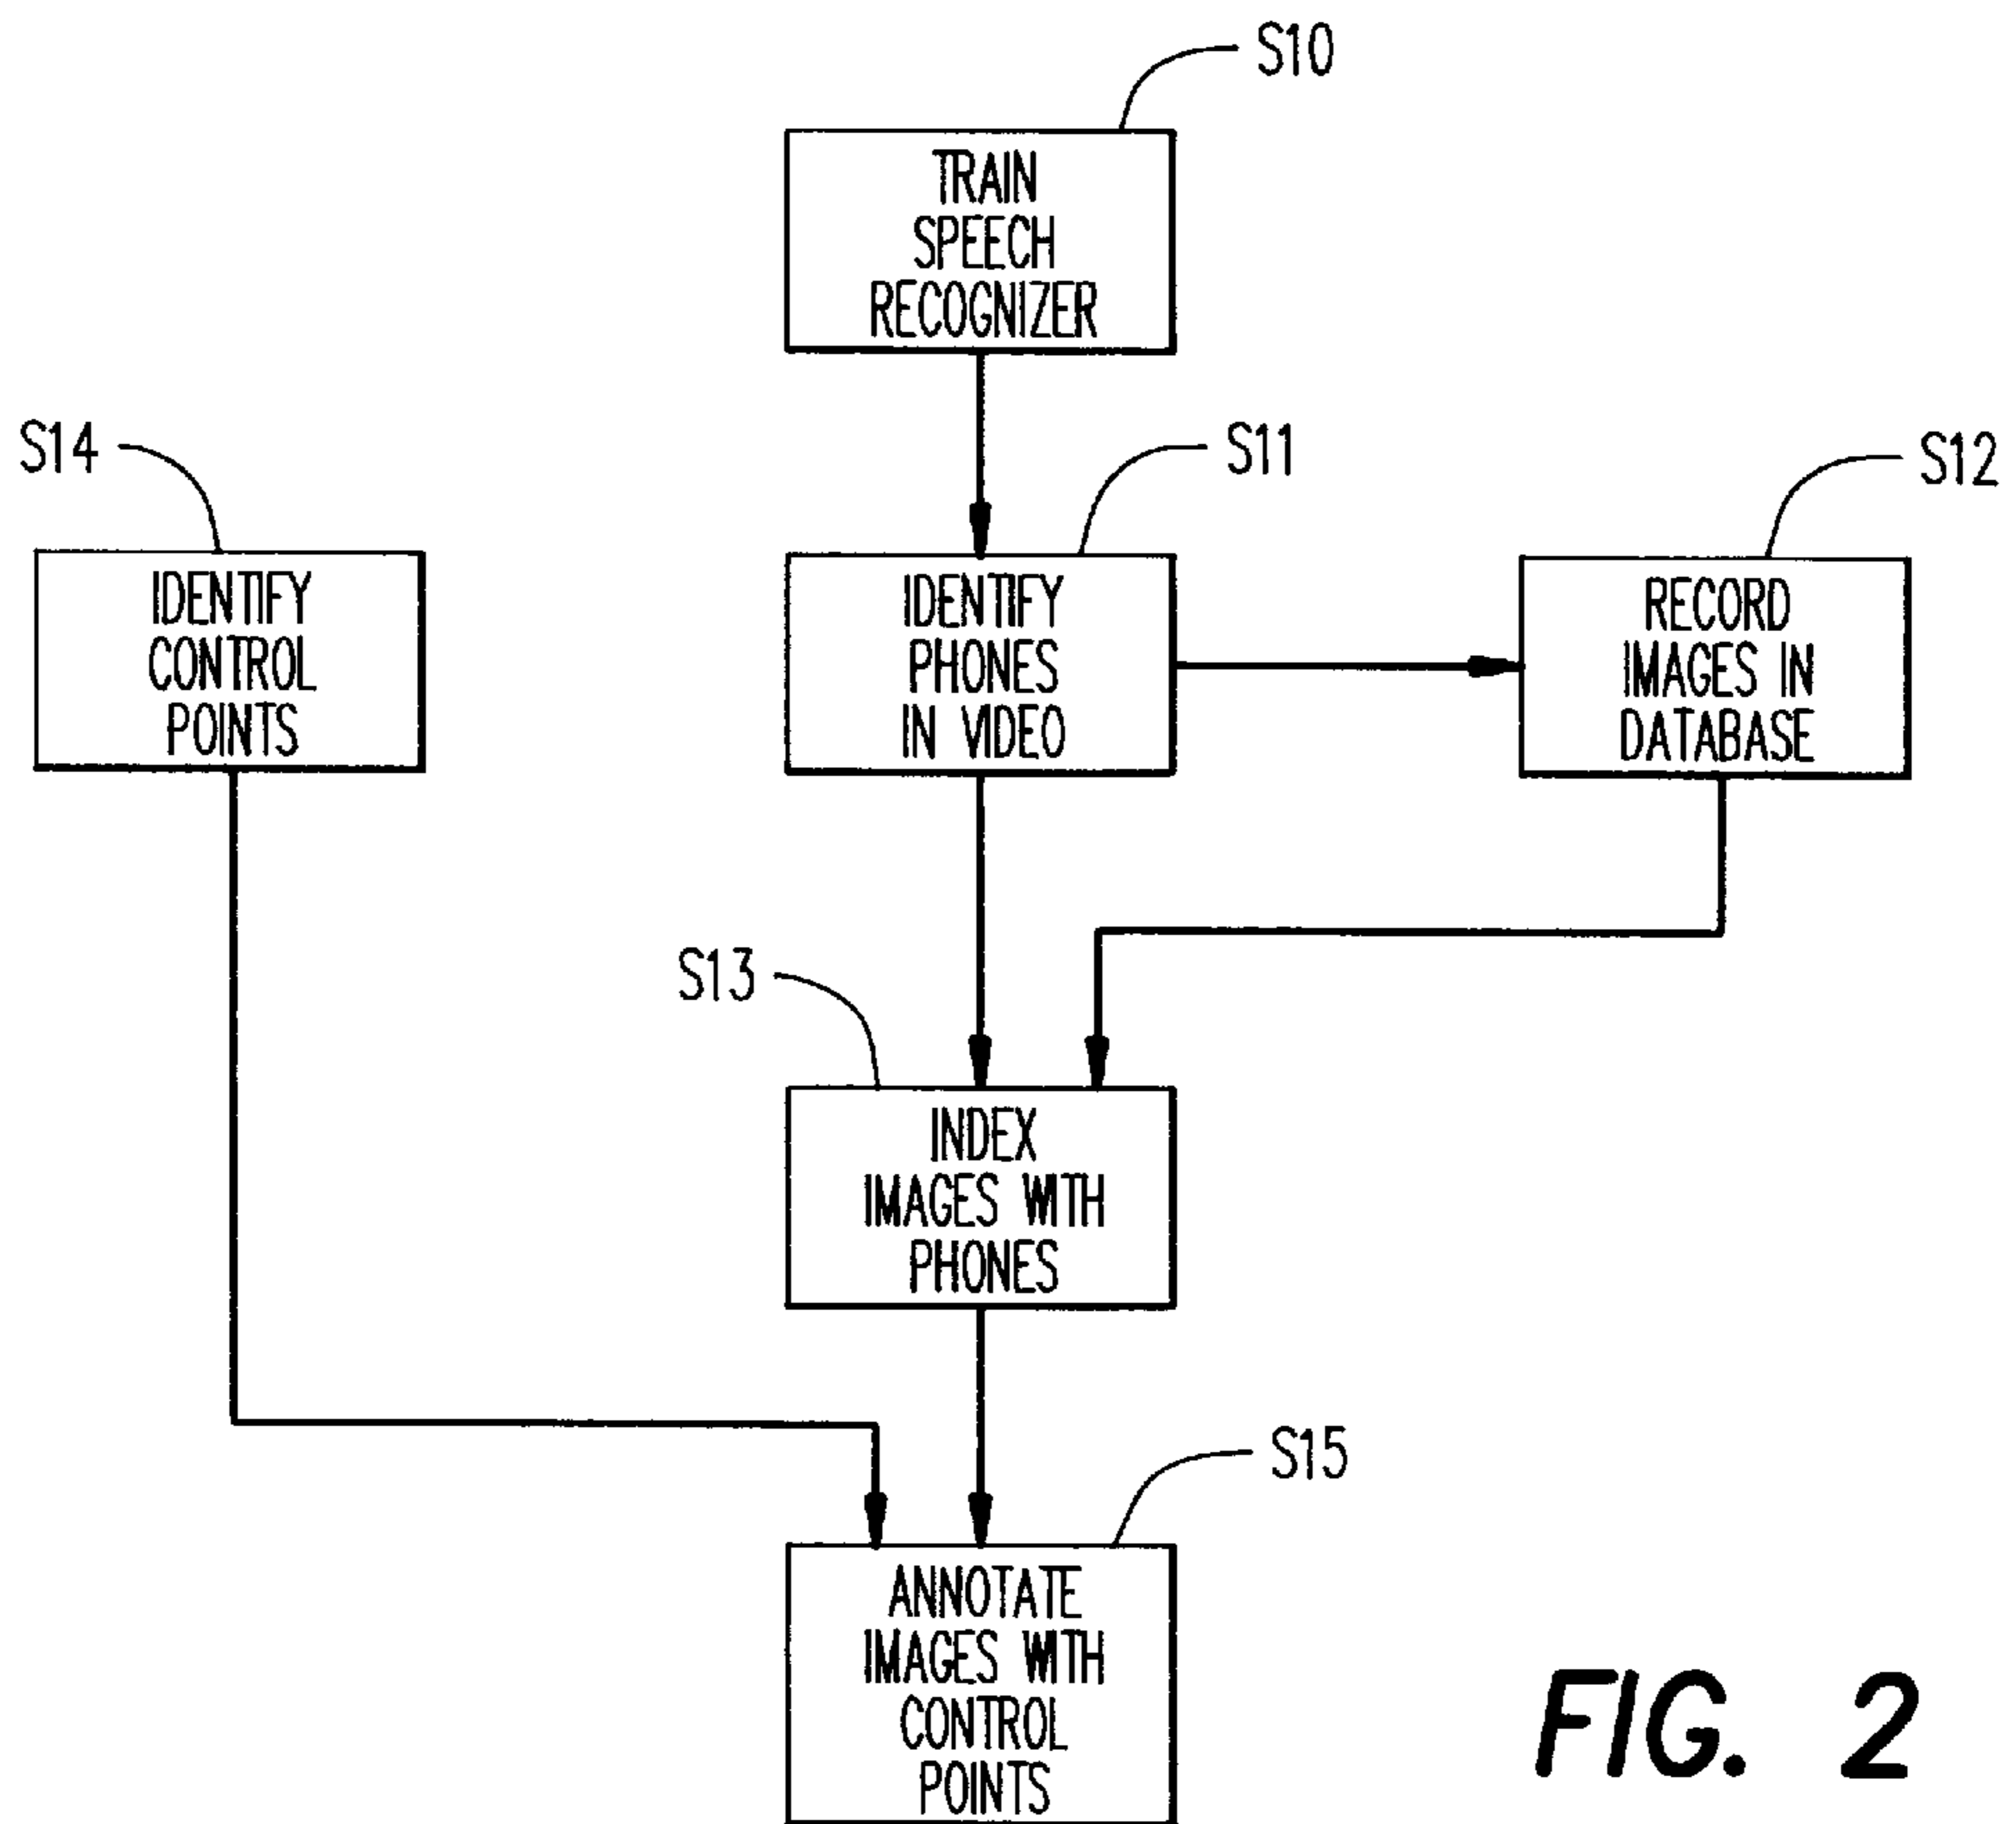 S10
TRAIN
SPEECH
RECOGNIZER
S14
IDENTIFY
CONTROL
POINTS
S11
IDENTIFY
PHONES
IN VIDEO
S12
RECORD
IMAGES IN
DATABASE
S13
INDEX
IMAGES WITH
PHONES
S15
ANNOTATE
IMAGES WITH
CONTROL
POINTS
FIG. 2